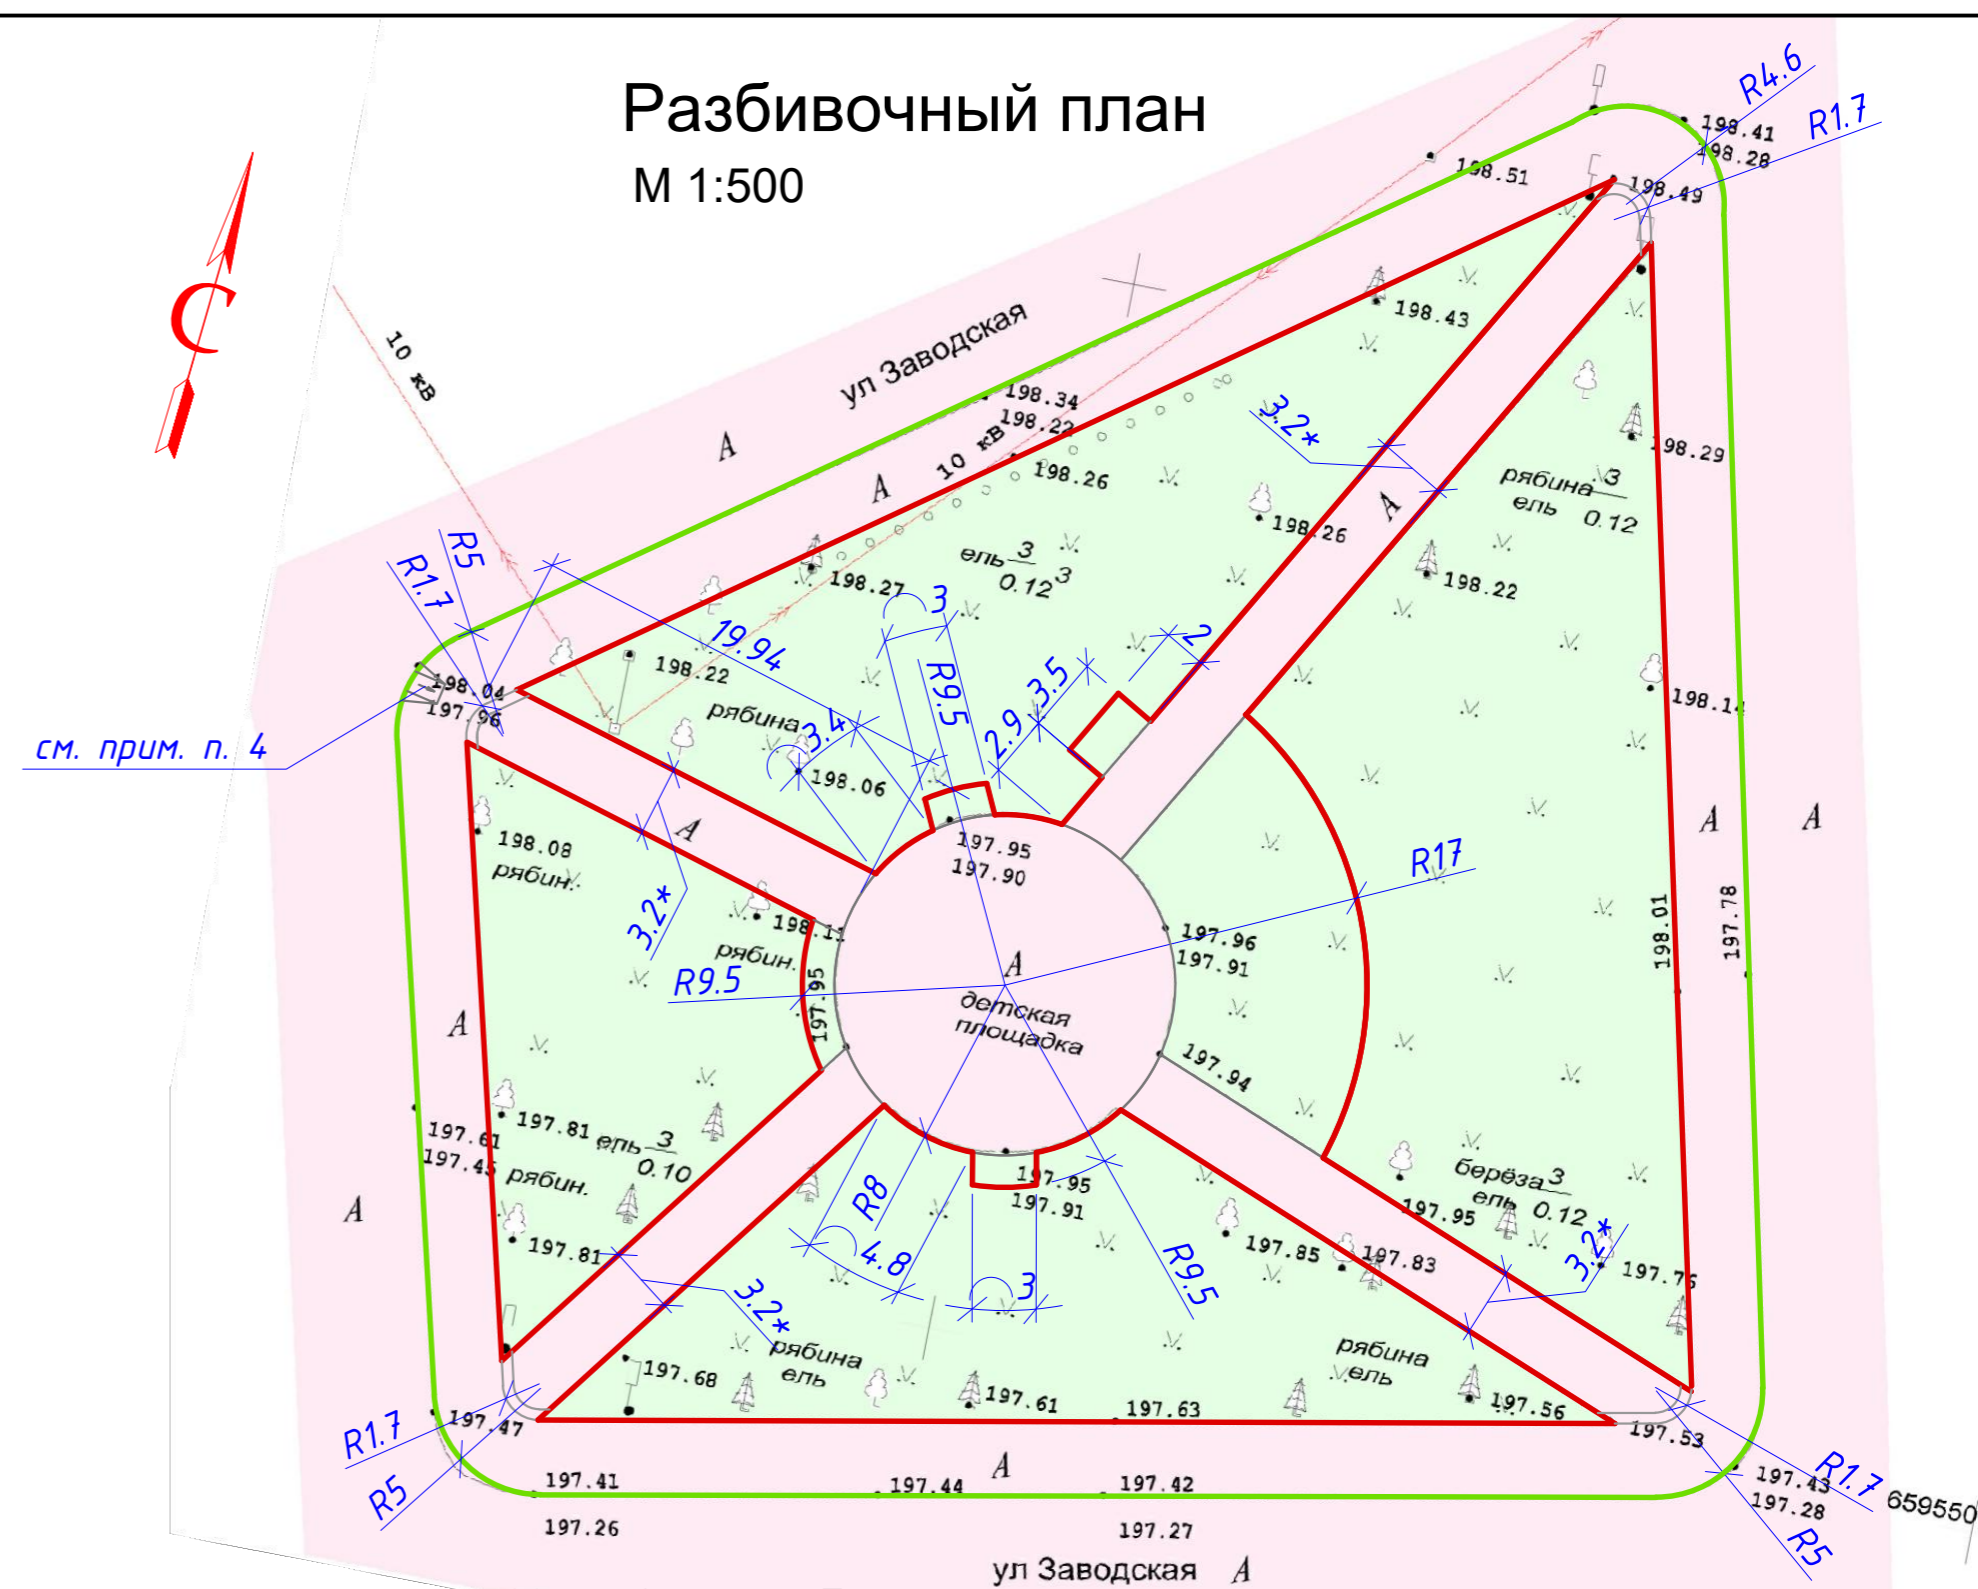 Разбивочный план
М 1:500
R4.6
R1.7
198.41
198.28
198.51
198.49
С
10 кв
ул Заводская
198.43
198.34
198.22
3.2*
А
А
10 кв
198.26
198.29
рябина 3
ель 0.12
198.26
А
R5
R1.7
ель 3
0.12 3
198.27
3
198.22
19.94
2
198.04
197.96
198.22
R9.5
3.5
198.14
рябина
3.4
2.9
см. прим. п. 4
198.06
А
А
А
198.08
рябин.
197.95
197.90
R17
3.2*
198.11
рябин.
197.96
197.91
198.01
197.78
R9.5
197.95
А
детская
площадка
А
197.94
197.61
197.45
197.81
ель 3
0.10
рябин.
197.95
197.91
берёза 3
ель 0.12
197.95
А
R8
4.8
3
R9.5
197.85
197.83
3.2*
197.76
197.81
3.2*
рябина
ель
рябина
ель
197.68
197.61
197.63
197.56
R1.7
197.47
197.53
R5
197.41
197.44
А
197.42
197.43
197.28
R1.7
659550
197.26
197.27
R5
ул Заводская А